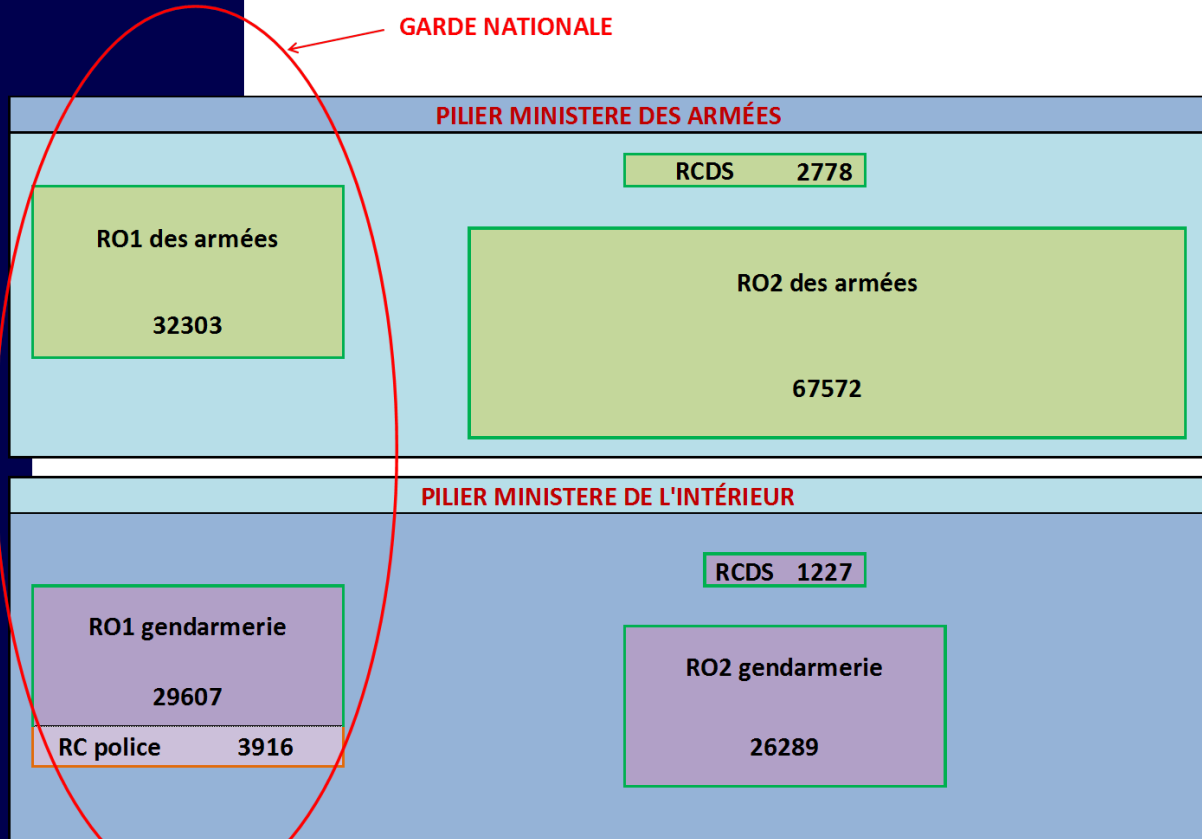 GARDE NATIONALE
PILIER MINISTERE DES ARMÉES
RCDS 2778
RO1 des armées
32303
RO2 des armées
67572
PILIER MINISTERE DE L'INTÉRIEUR
RCDS 1227
RO1 gendarmerie
29607
RC police 3916
RO2 gendarmerie
26289